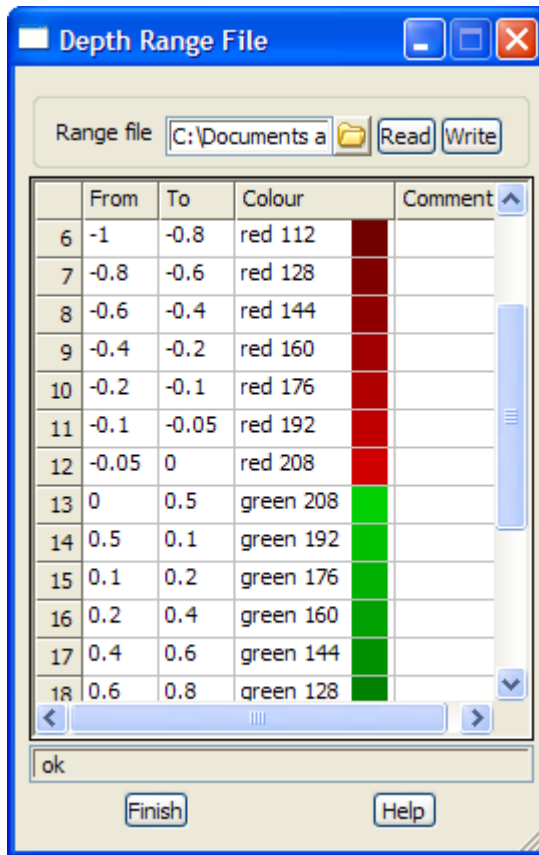 Depth Range File
Range file C:\Documents a Read Write
From To Colour Comment
6 -1 -0.8 red 112
7 -0.8 -0.6 red 128
8 -0.6 -0.4 red 144
9 -0.4 -0.2 red 160
10 -0.2 -0.1 red 176
11 -0.1 -0.05 red 192
12 -0.05 0 red 208
13 0 0.5 green 208
14 0.5 0.1 green 192
15 0.1 0.2 green 176
16 0.2 0.4 green 160
17 0.4 0.6 green 144
18 0.6 0.8 green 128
ok
Finish Help